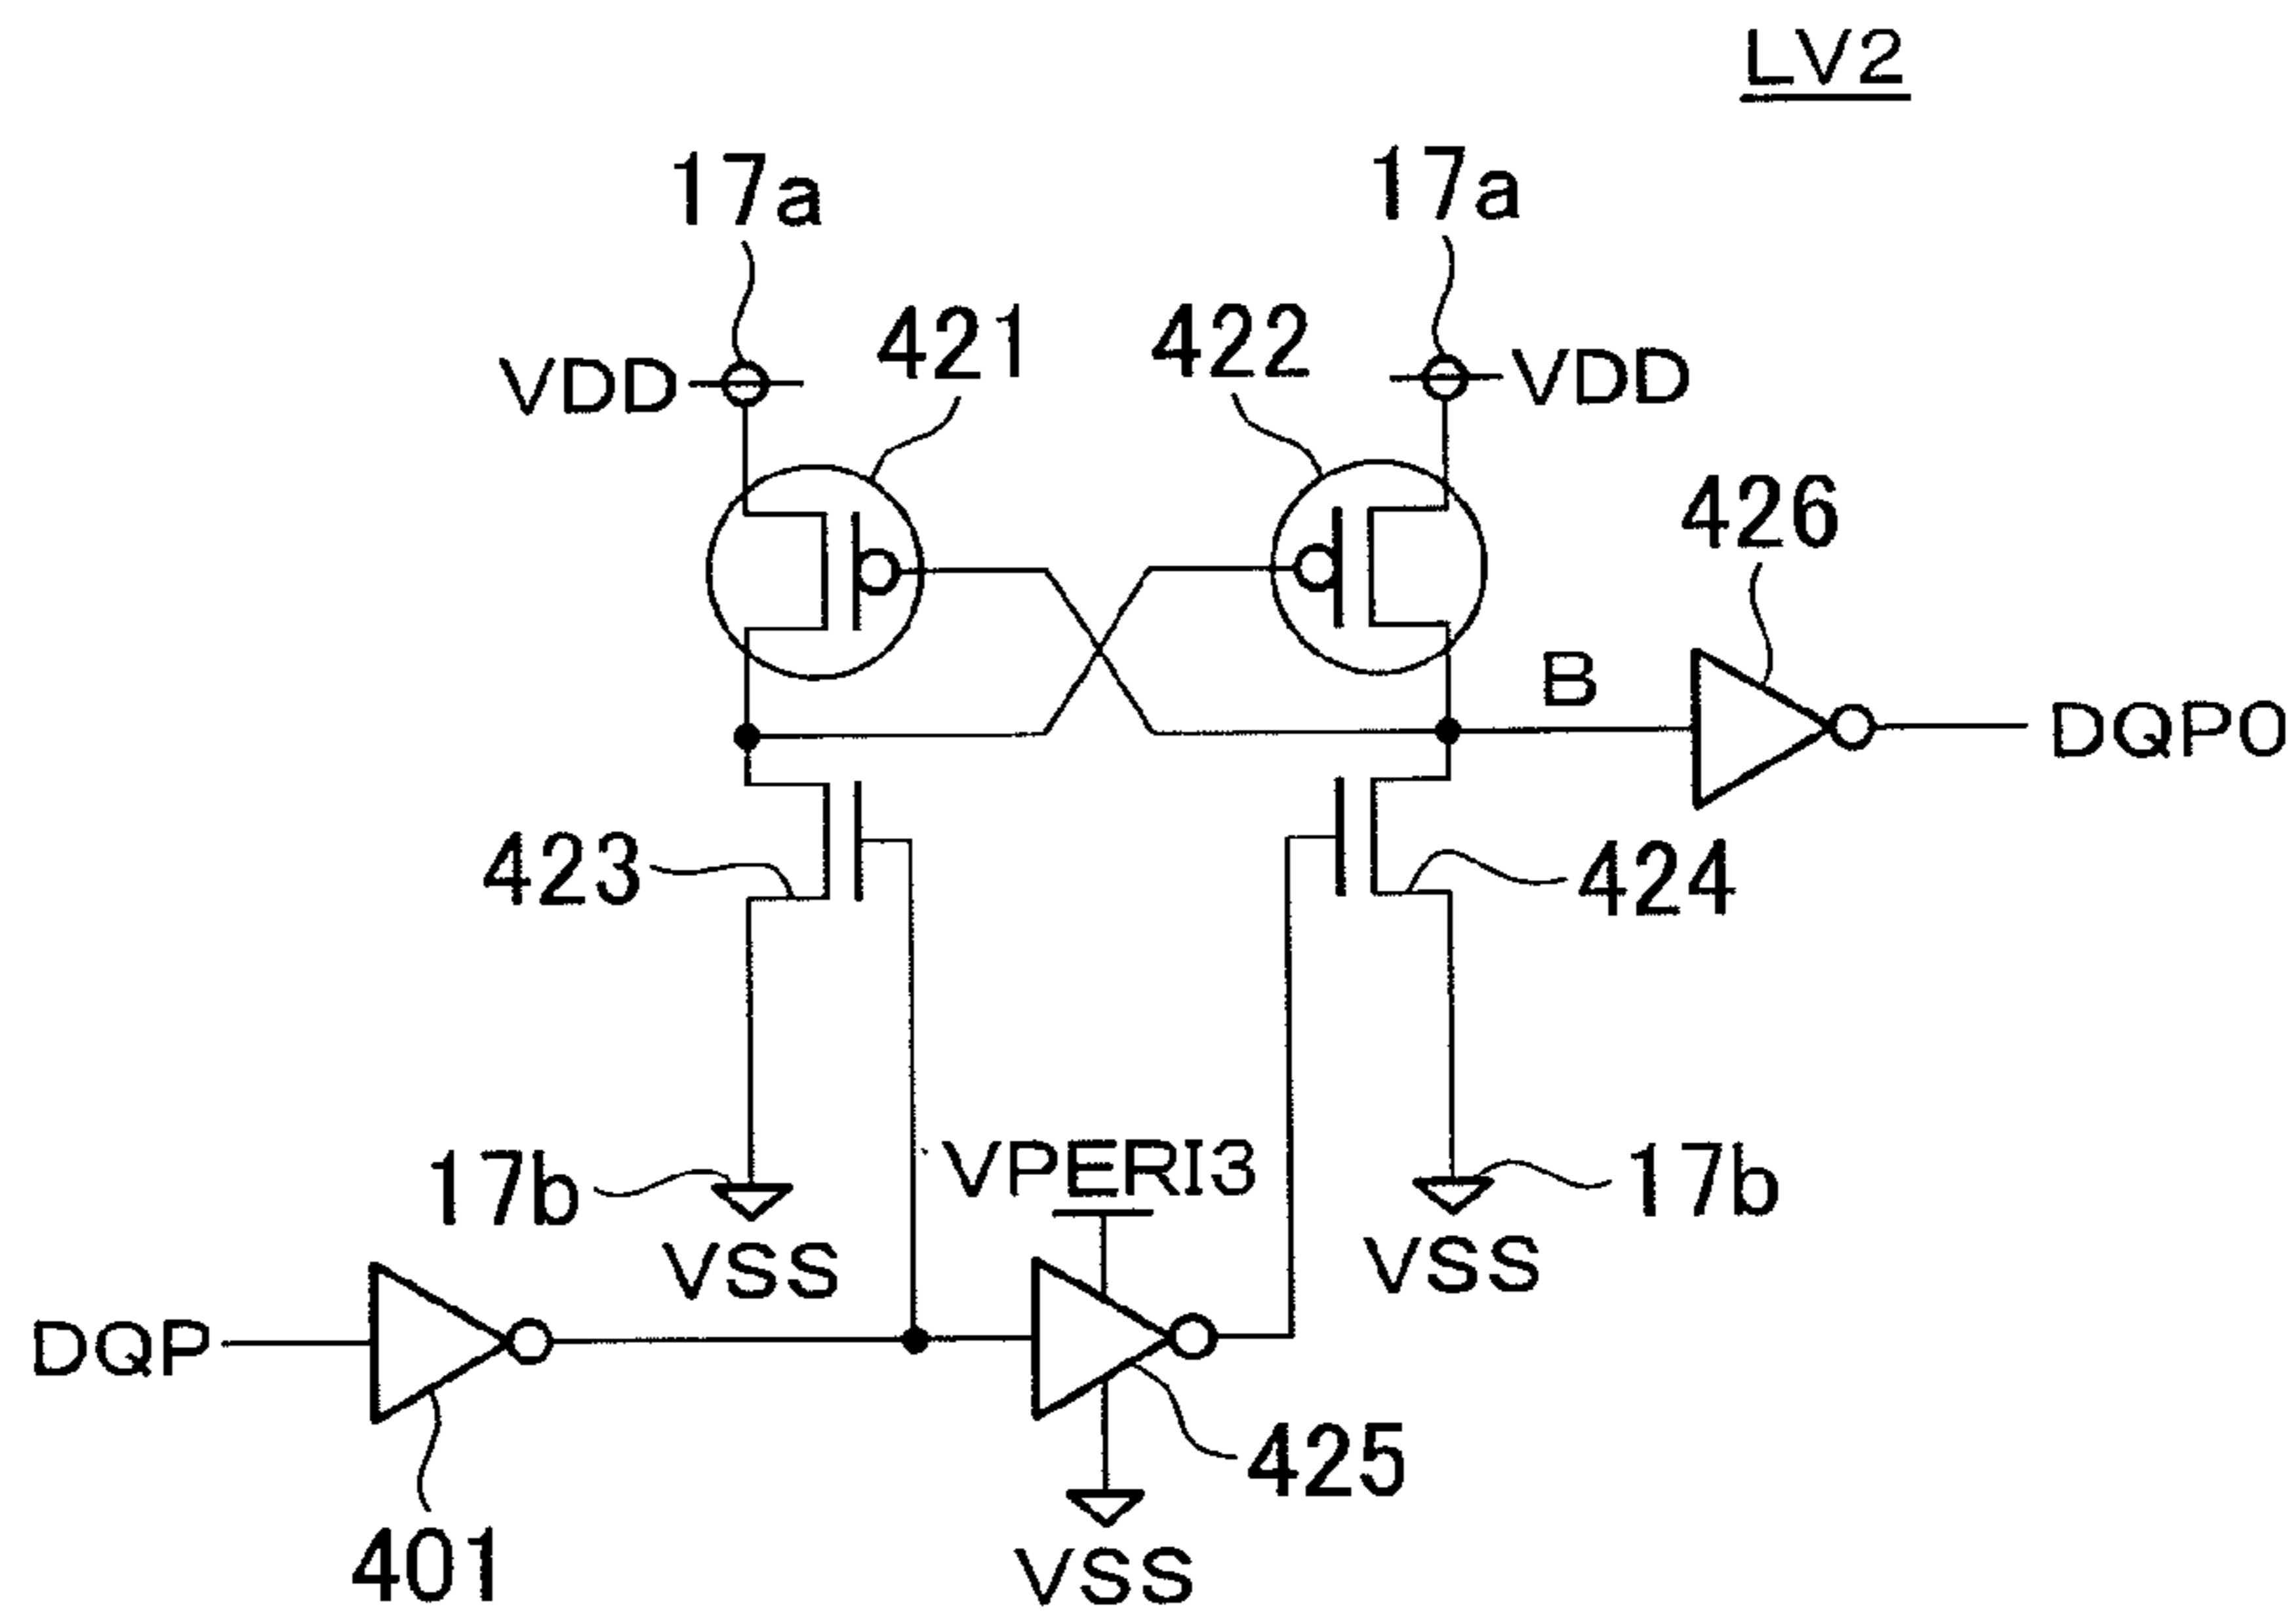 LV2
17a
17a
421
422
VDD
VDD
426
B
DQP0
423
424
17b
VPERI3
17b
VSS
VSS
DQP
425
401
VSS